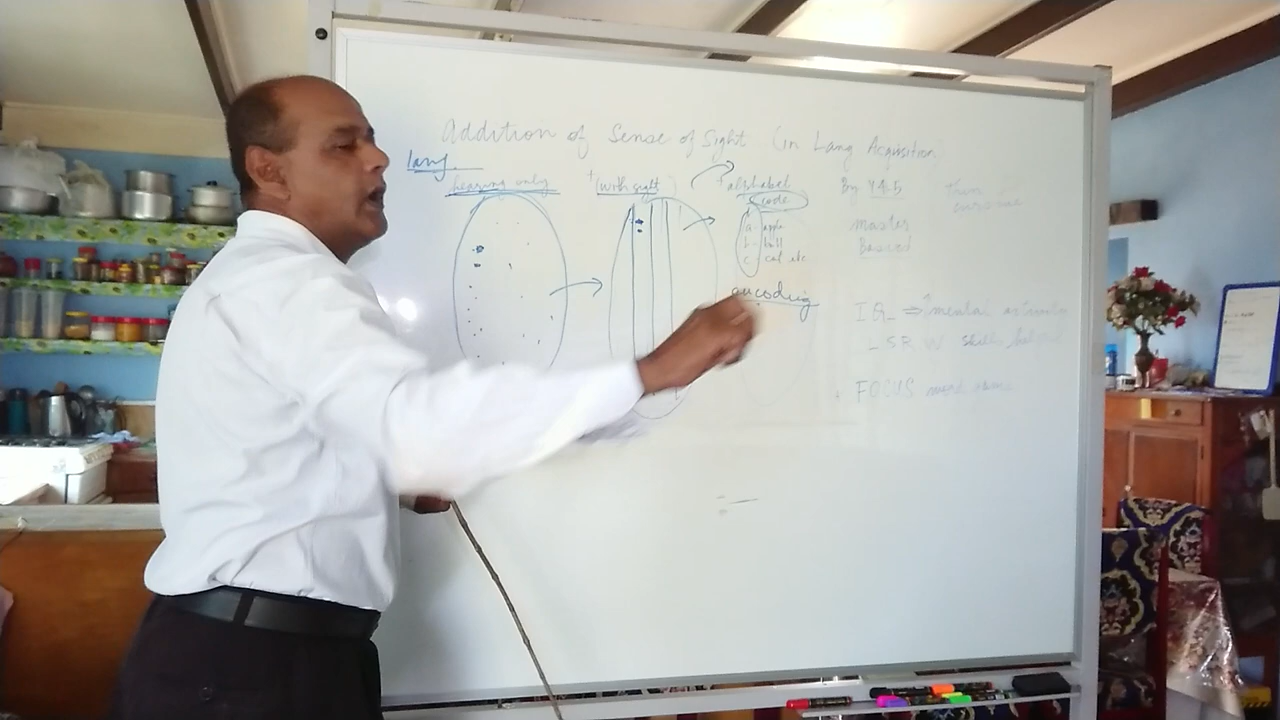 Addition of Sense of Sight (in Lang Acquisition
lang.
hearing only
+ (with sight)
+ alphabet
code
a apple
b ball
c cat etc
encoding
By Y4.5
master
Based
IQ ⇒ mental
LSRW skills
FOCUS